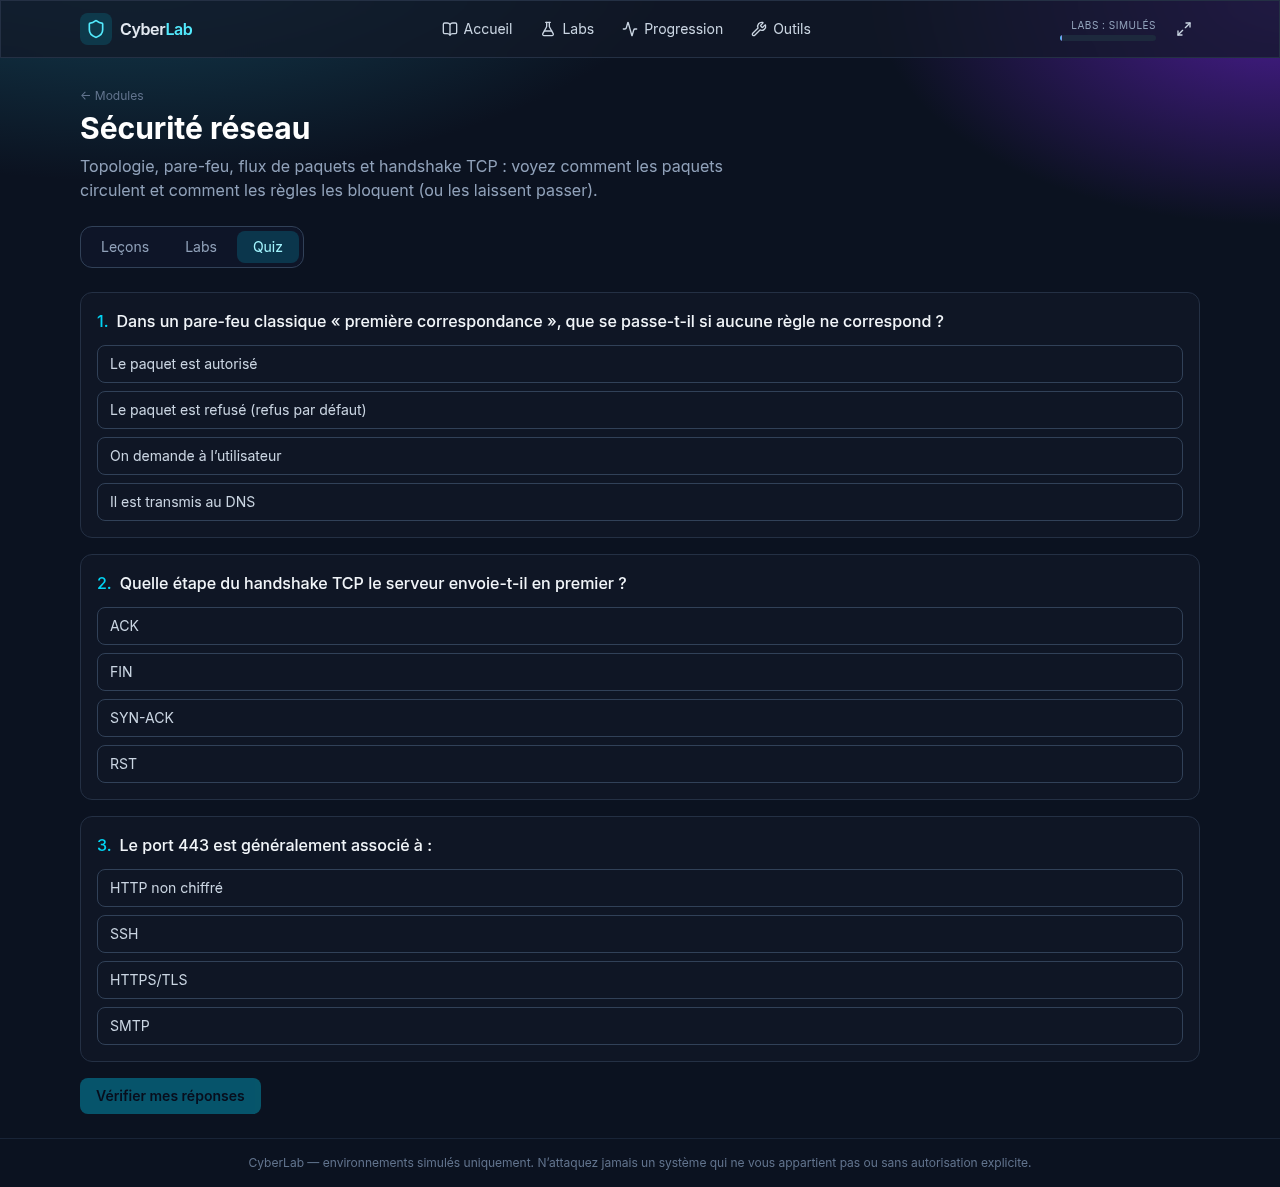 CyberLab
Accueil
Labs
Progression
Outils
LABS : SIMULÉS
← Modules
Sécurité réseau
Topologie, pare-feu, flux de paquets et handshake TCP : voyez comment les paquets
circulent et comment les règles les bloquent (ou les laissent passer).
Leçons
Labs
Quiz
1. Dans un pare-feu classique « première correspondance », que se passe-t-il si aucune règle ne correspond ?
Le paquet est autorisé
Le paquet est refusé (refus par défaut)
On demande à l’utilisateur
Il est transmis au DNS
2. Quelle étape du handshake TCP le serveur envoie-t-il en premier ?
ACK
FIN
SYN-ACK
RST
3. Le port 443 est généralement associé à :
HTTP non chiffré
SSH
HTTPS/TLS
SMTP
Vérifier mes réponses
CyberLab — environnements simulés uniquement. N’attaquez jamais un système qui ne vous appartient pas ou sans autorisation explicite.